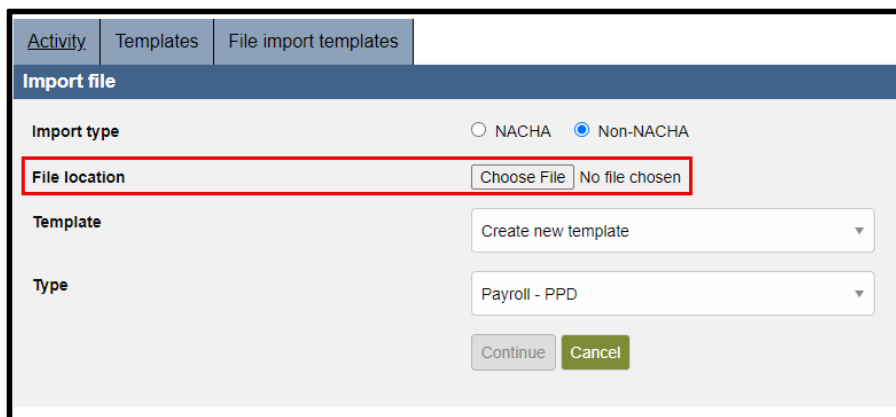 Activity Templates File import templates
Import file
Import type NACHA Non-NACHA
File location Choose File No file chosen
Template Create new template
Type Payroll - PPD
Continue Cancel